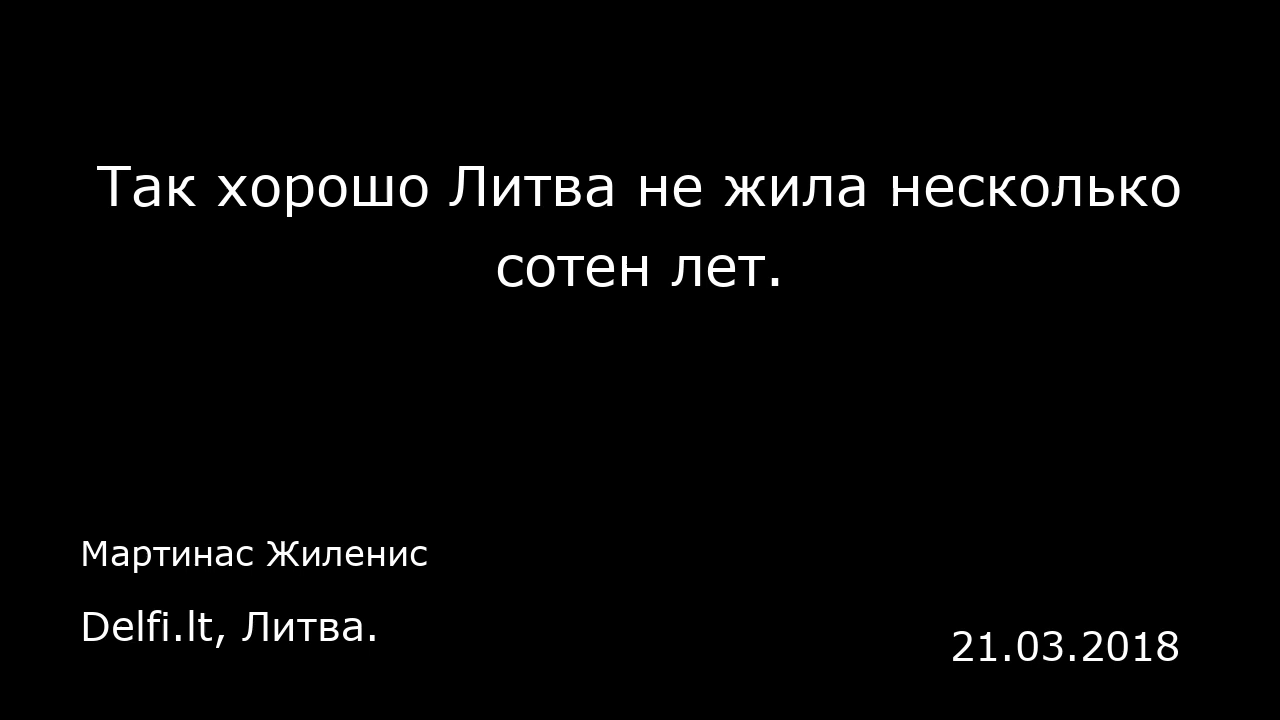 Так хорошо Литва не жила несколько
сотен лет.
Мартинас Жиленис
Delfi.lt, Литва.
21.03.2018